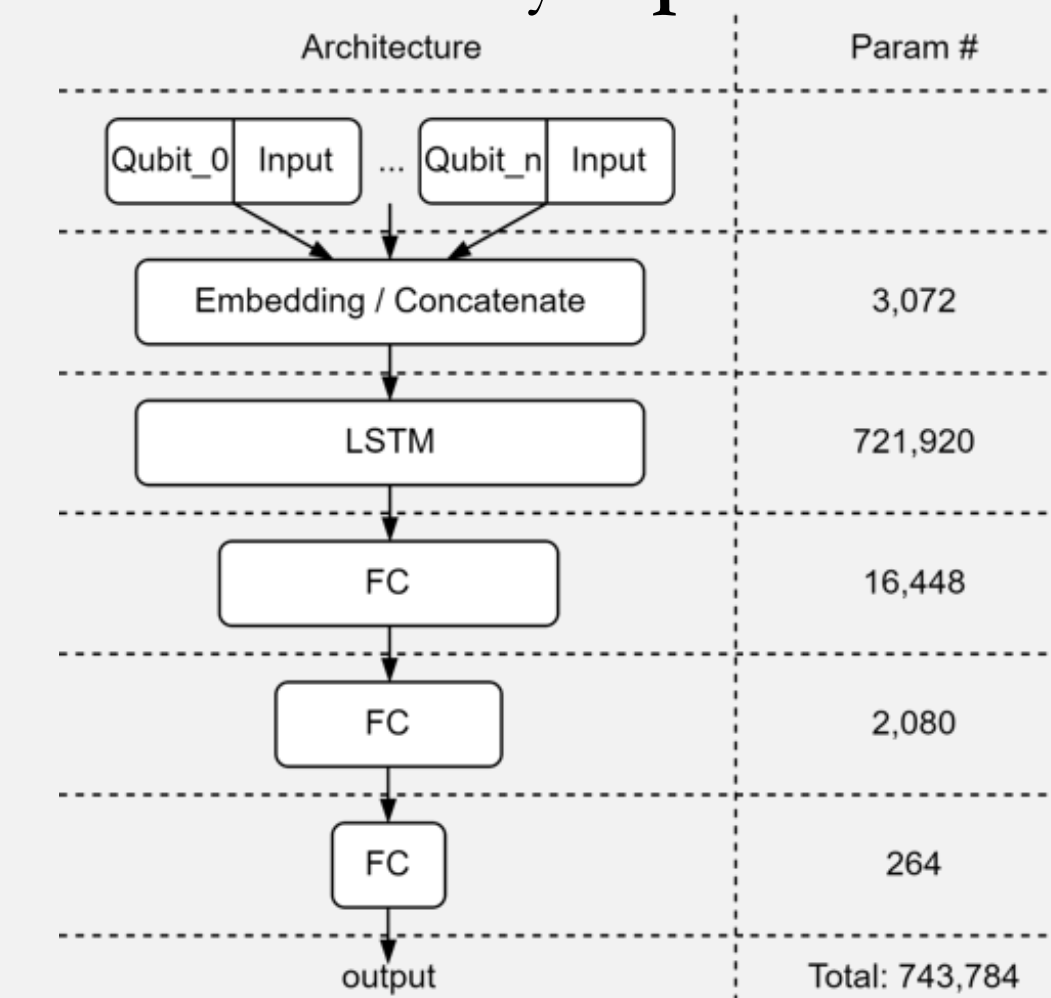 Architecture Param #
Qubit_0 Input ... Qubit_n Input
Embedding / Concatenate 3,072
LSTM 721,920
FC 16,448
FC 2,080
FC 264
output Total: 743,784